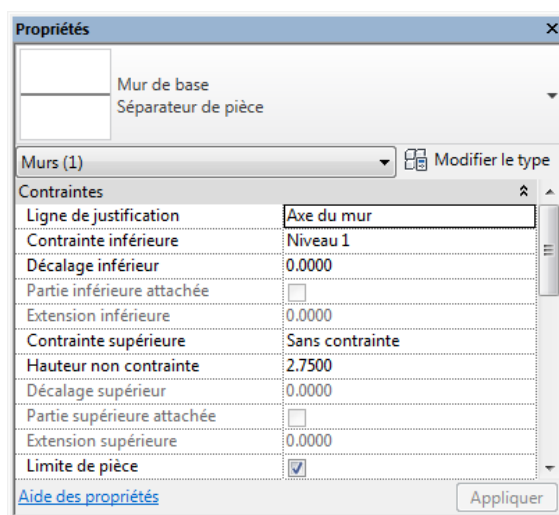 Propriétés
Mur de base
Séparateur de pièce
Murs (1) Modifier le type
Contraintes
Ligne de justification Axe du mur
Contrainte inférieure Niveau 1
Décalage inférieur 0.0000
Partie inférieure attachée
Extension inférieure 0.0000
Contrainte supérieure Sans contrainte
Hauteur non contrainte 2.7500
Décalage supérieur 0.0000
Partie supérieure attachée
Extension supérieure 0.0000
Limite de pièce
Aide des propriétés Appliquer